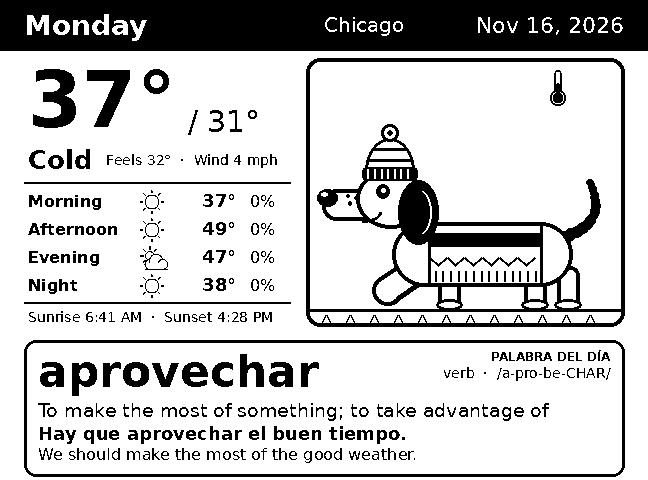 Monday Chicago Nov 16, 2026
37° / 31°
Cold Feels 32° · Wind 4 mph
Morning 37° 0%
Afternoon 49° 0%
Evening 47° 0%
Night 38° 0%
Sunrise 6:41 AM · Sunset 4:28 PM
aprovechar
PALABRA DEL DÍA
verb · /a-pro-be-CHAR/
To make the most of something; to take advantage of
Hay que aprovechar el buen tiempo.
We should make the most of the good weather.